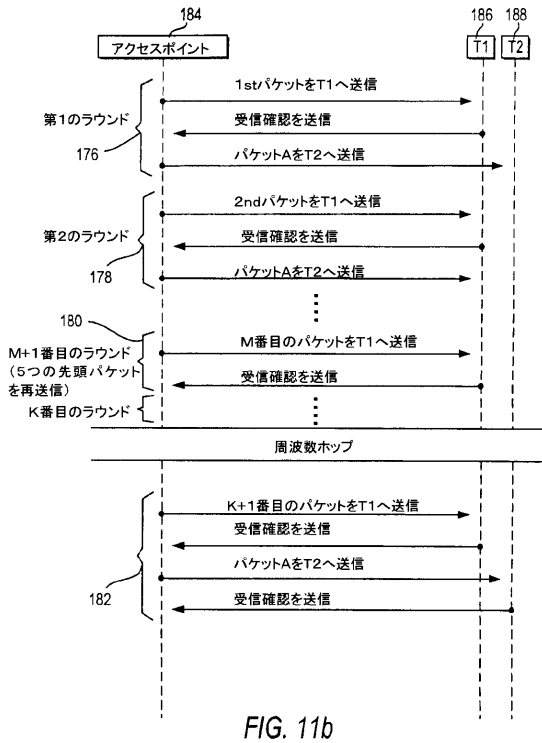 184
186
188
アクセスポイント
T1
T2
1stパケットをT1へ送信
第1のラウンド
受信確認を送信
176
パケットAをT2へ送信
2ndパケットをT1へ送信
第2のラウンド
受信確認を送信
178
パケットAをT2へ送信
180
M番目のパケットをT1へ送信
M+1番目のラウンド
(5つの先頭パケット
を再送信)
受信確認を送信
K番目のラウンド
周波数ホップ
K+1番目のパケットをT1へ送信
受信確認を送信
パケットAをT2へ送信
182
受信確認を送信
FIG. 11b